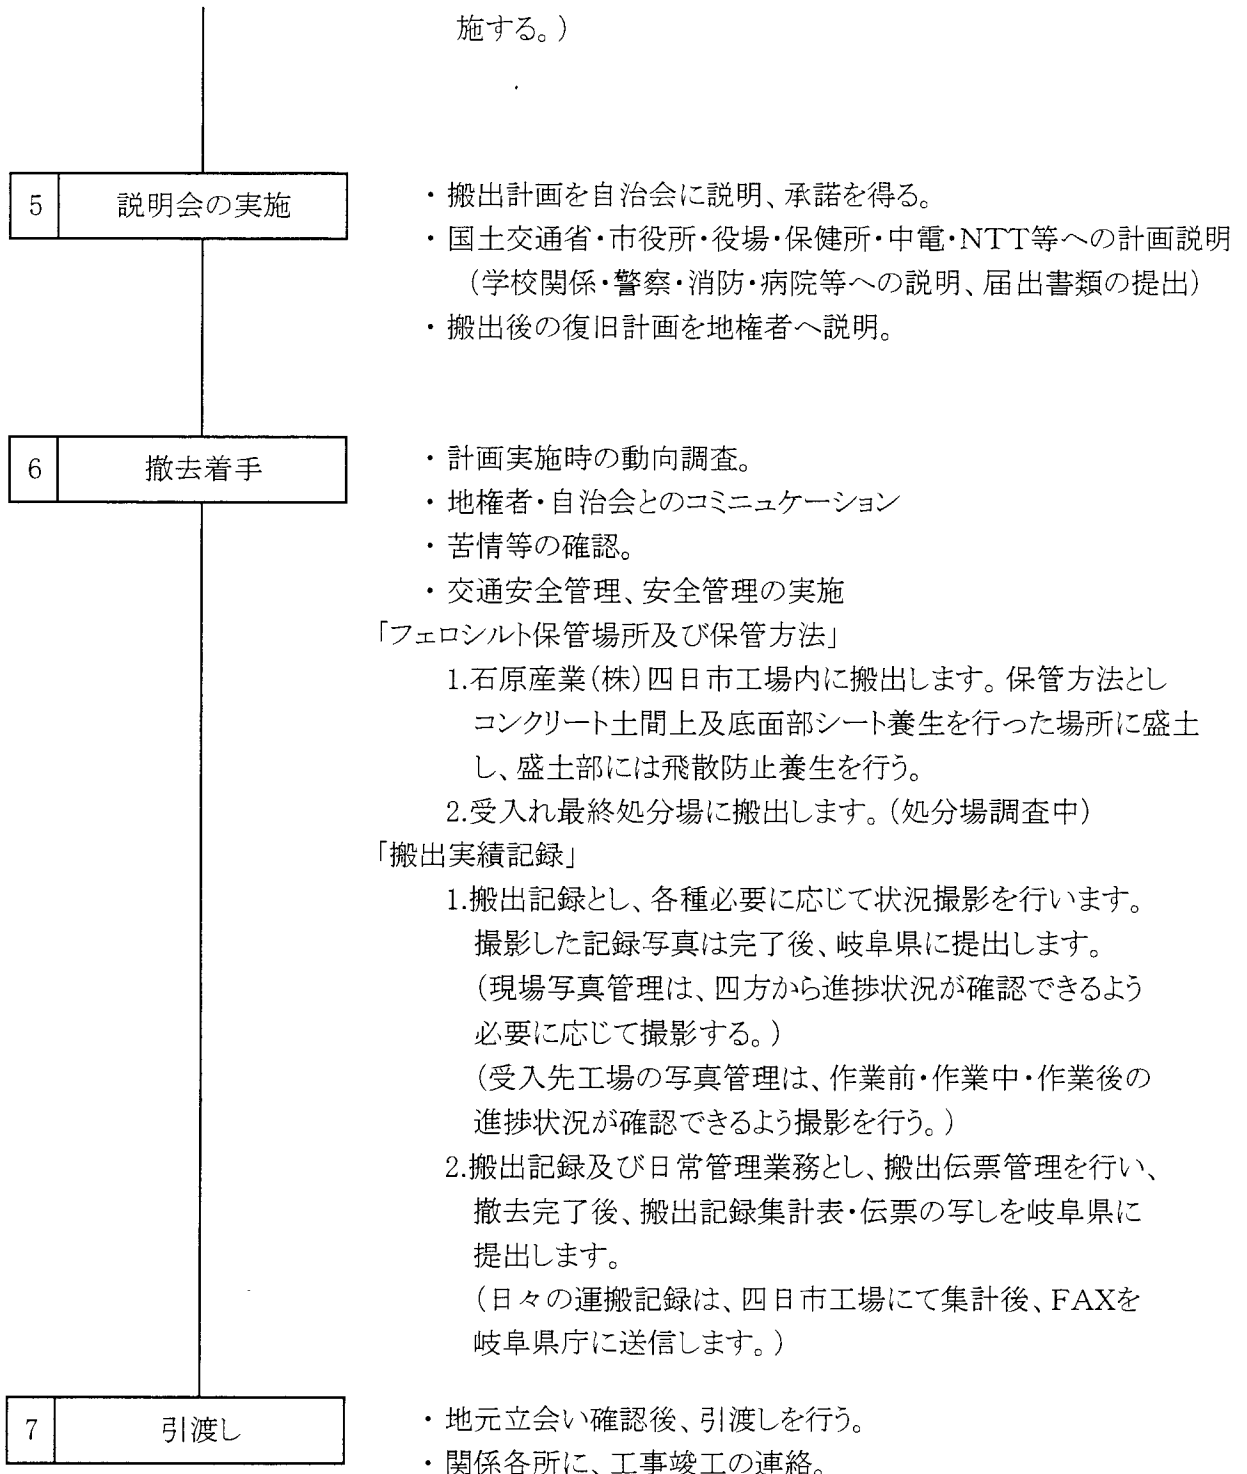 施する。)
5 説明会の実施
・搬出計画を自治会に説明、承諾を得る。
・国土交通省・市役所・役場・保健所・中電・NTT等への計画説明
(学校関係・警察・消防・病院等への説明、届出書類の提出)
・搬出後の復旧計画を地権者へ説明。
6 撤去着手
・計画実施時の動向調査。
・地権者・自治会とのコミニュケーション
・苦情等の確認。
・交通安全管理、安全管理の実施
「フェロシルト保管場所及び保管方法」
1.石原産業(株)四日市工場内に搬出します。保管方法とし
コンクリート土間上及底面部シート養生を行った場所に盛土
し、盛土部には飛散防止養生を行う。
2.受入れ最終処分場に搬出します。(処分場調査中)
「搬出実績記録」
1.搬出記録とし、各種必要に応じて状況撮影を行います。
撮影した記録写真は完了後、岐阜県に提出します。
(現場写真管理は、四方から進捗状況が確認できるよう
必要に応じて撮影する。)
(受入先工場の写真管理は、作業前・作業中・作業後の
進捗状況が確認できるよう撮影を行う。)
2.搬出記録及び日常管理業務とし、搬出伝票管理を行い、
撤去完了後、搬出記録集計表・伝票の写しを岐阜県に
提出します。
(日々の運搬記録は、四日市工場にて集計後、FAXを
岐阜県庁に送信します。)
7 引渡し
・地元立会い確認後、引渡しを行う。
・関係各所に、工事竣工の連絡。